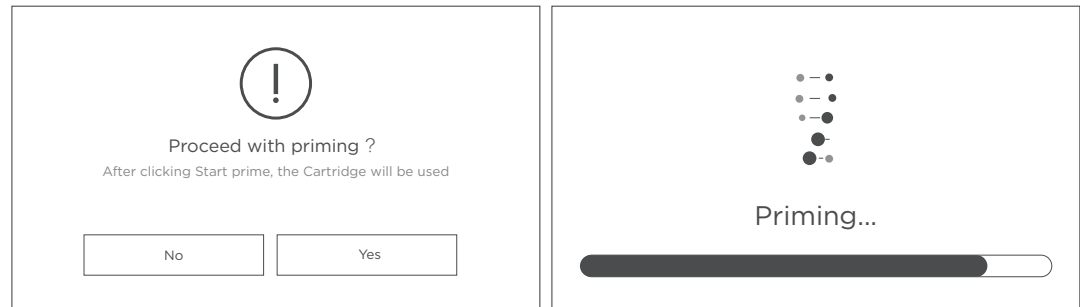 Proceed with priming ?
After clicking Start prime, the Cartridge will be used
No
Yes
Priming...